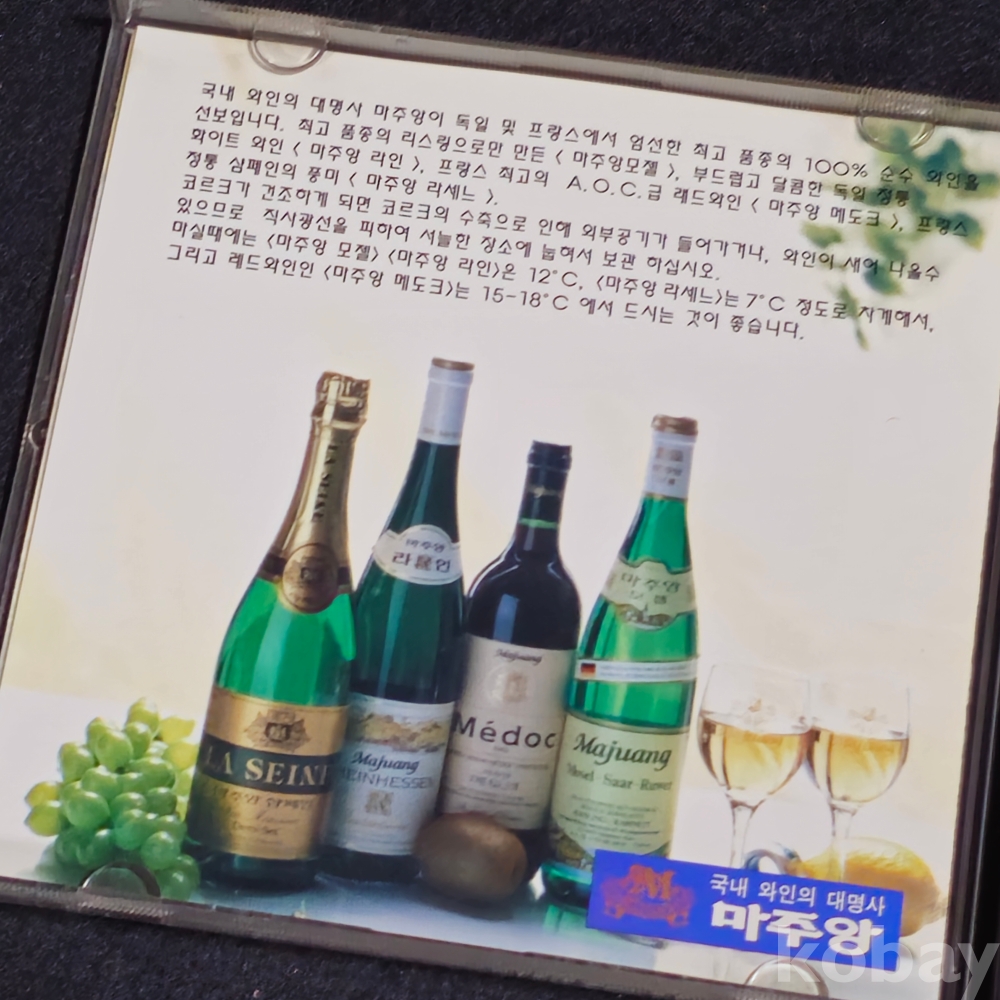 국내 와인의 대명사 마주앙이 독일 및 프랑스에서 엄선한 최고 품종의 100% 순수 와인을
선보입니다. 최고 품종의 리스링으로만 만든 < 마주앙모젤 >, 부드럽고 달콤한 독일 정통
화이트 와인 < 마주앙 라인 >, 프랑스 최고의 A.O.C.급 레드와인 < 마주앙 메도크 >, 프랑스
정통 샴페인의 풍미 < 마주앙 라세느 >.
코르크가 건조하게 되면 코르크의 수축으로 인해 외부공기가 들어가거나, 와인이 새어 나올수
있으므로 직사광선을 피하여 서늘한 장소에 눕혀서 보관 하십시오.
마실때에는 <마주앙 모젤> <마주앙 라인>은 12°C, <마주앙 라세느>는 7°C 정도로 차게해서,
그리고 레드와인인 <마주앙 메도크>는 15-18°C 에서 드시는 것이 좋습니다.
LA SEINE
마주앙
라인
마주앙
모젤
LA SEINE
Majuang
RHEINHESSEN
Majuang
Médoc
Majuang
Mosel Saar Ruwer
M
국내 와인의 대명사
마주앙
kobay